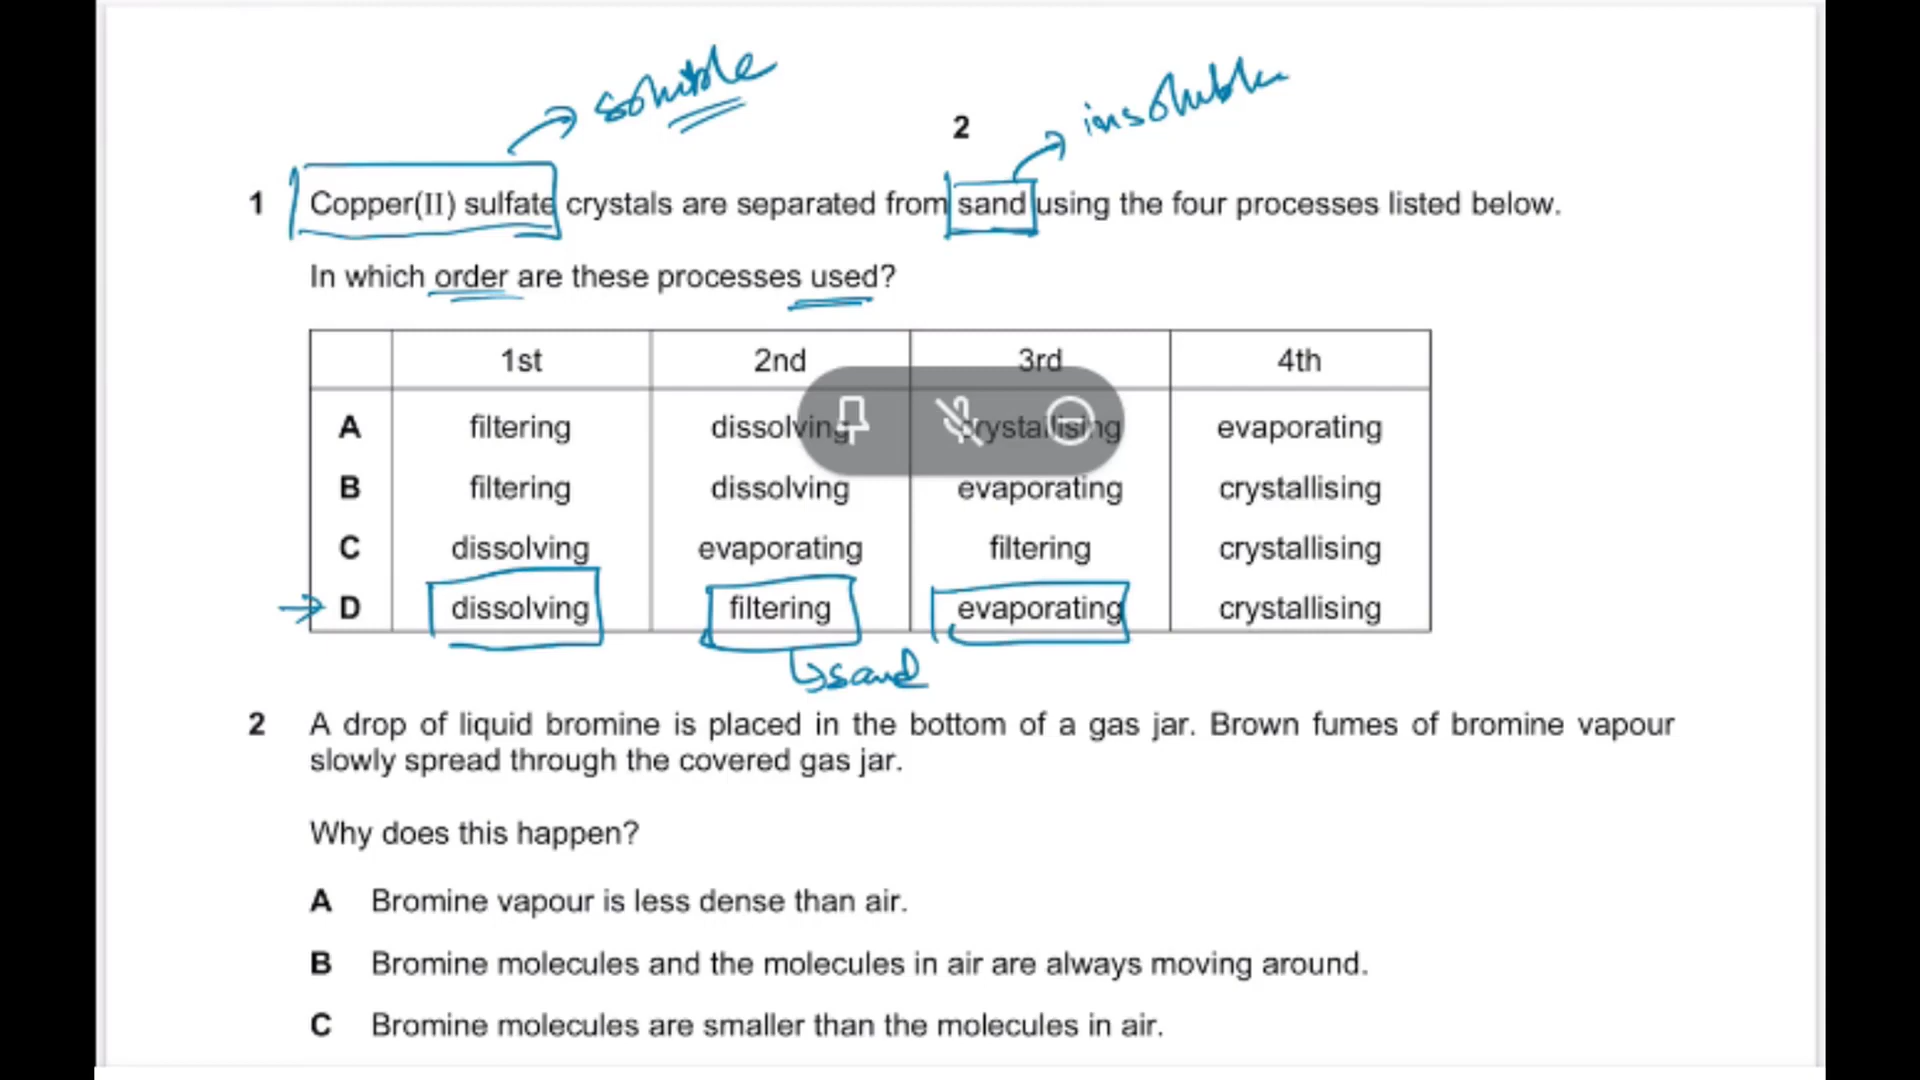 soluble
insoluble
2
1 Copper(II) sulfate crystals are separated from sand using the four processes listed below.
In which order are these processes used?
1st 2nd 3rd 4th
A filtering dissolving crystallising evaporating
B filtering dissolving evaporating crystallising
C dissolving evaporating filtering crystallising
D dissolving filtering evaporating crystallising
sand
2 A drop of liquid bromine is placed in the bottom of a gas jar. Brown fumes of bromine vapour
slowly spread through the covered gas jar.
Why does this happen?
A Bromine vapour is less dense than air.
B Bromine molecules and the molecules in air are always moving around.
C Bromine molecules are smaller than the molecules in air.